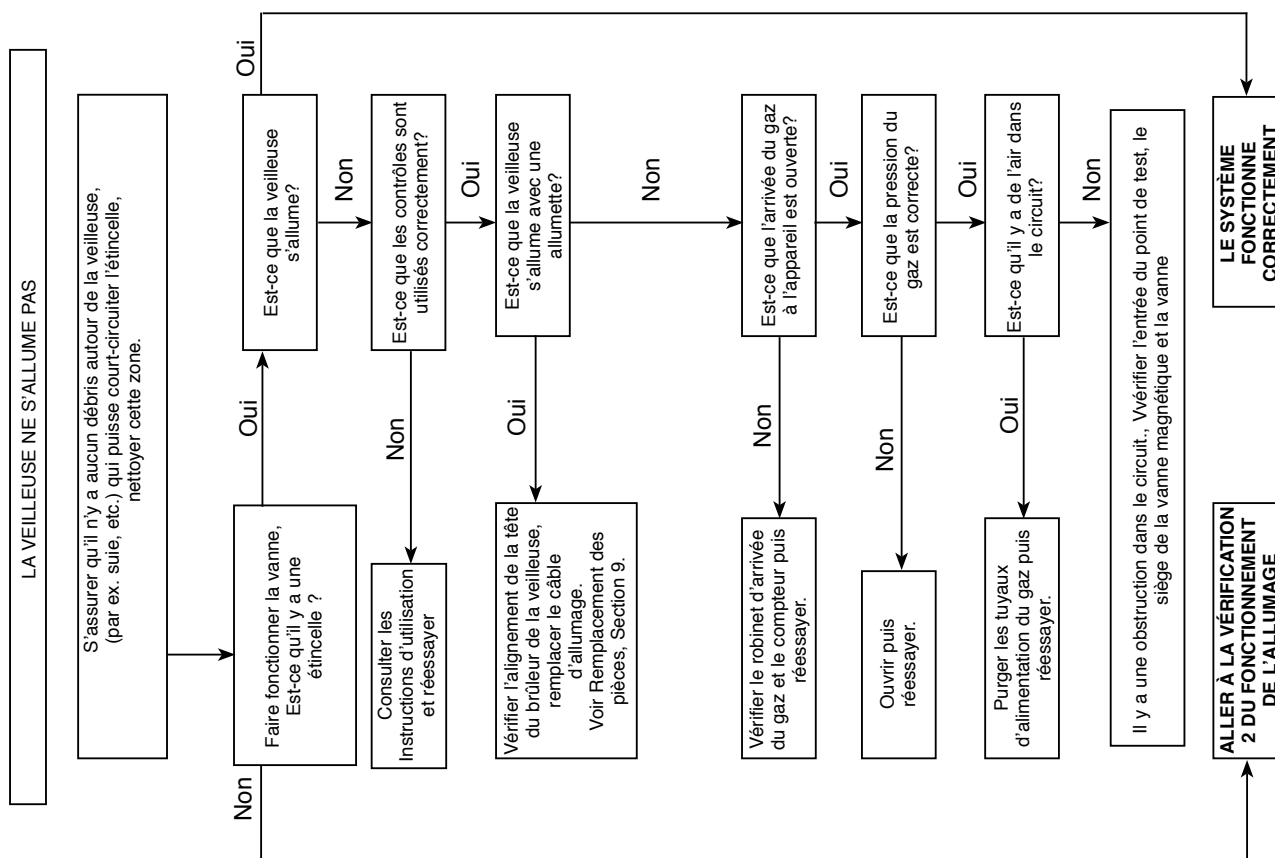 LA VEILLEUSE NE S'ALLUME PAS
S'assurer qu'il n'y a aucun débris autour de la veilleuse,
(par ex. suie, etc.) qui puisse court-circuiter l'étincelle,
nettoyer cette zone.
Faire fonctionner la vanne,
Est-ce qu'il y a une
étincelle ?
Non
Oui
Est-ce que la veilleuse
s'allume?
Oui
Non
Est-ce que les contrôles sont
utilisés correctement?
Non
Consulter les
Instructions d'utilisation
et réessayer
Oui
Est-ce que la veilleuse
s'allume avec une
allumette?
Oui
Vérifier l'alignement de la tête
du brûleur de la veilleuse,
remplacer le câble
d'allumage.
Voir Remplacement des
pièces, Section 9.
Non
Est-ce que l'arrivée du gaz
à l'appareil est ouverte?
Non
Vérifier le robinet d'arrivée
du gaz et le compteur puis
réessayer.
Oui
Est-ce que la pression du
gaz est correcte?
Non
Ouvrir puis
réessayer.
Oui
Est-ce qu'il y a de l'air dans
le circuit?
Oui
Purger les tuyaux
d'alimentation du gaz puis
réessayer.
Non
Il y a une obstruction dans le circuit., Vvérifier l'entrée du point de test, le
siège de la vanne magnétique et la vanne
ALLER À LA VÉRIFICATION
2 DU FONCTIONNEMENT
DE L'ALLUMAGE
LE SYSTÈME
FONCTIONNE
CORRECTEMENT